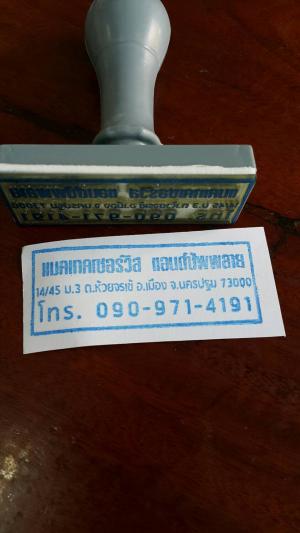 แมคเทคเซอร์วิส แอนด์ซัพพลาย
14/45 ม.3 ต.ห้วยจรเข้ อ.เมือง จ.นครปฐม 73000
โทร. 090-971-4191